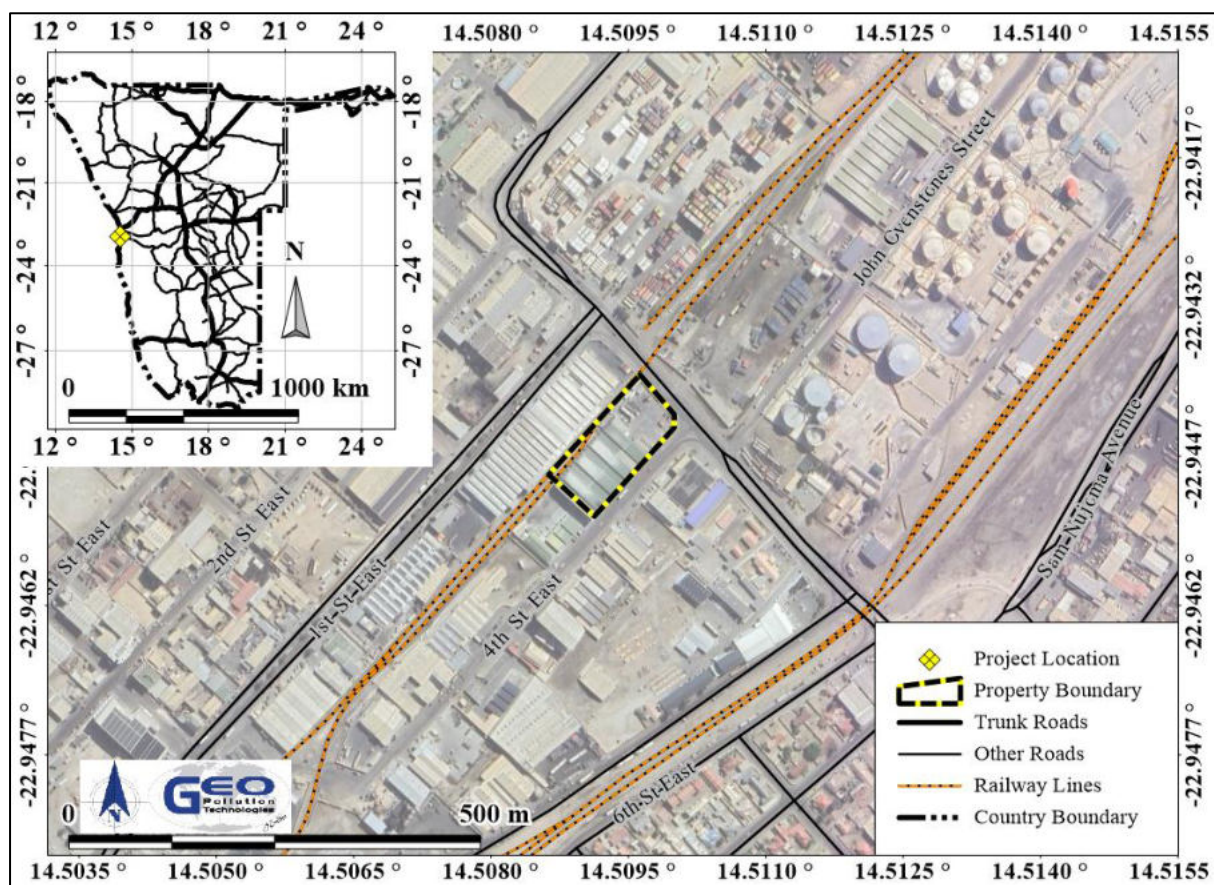 14.5080 ° 14.5095 ° 14.5110 ° 14.5125 ° 14.5140 ° 14.5155 °
12 ° 15 ° 18 ° 21 ° 24 °
-18 °
-21 °
-24 °
-27 °
N
0 1000 km
12 ° 15 ° 18 ° 21 ° 24 °
-22.9417 °
-22.9432 °
-22.9447 °
-22.9462 °
-22.9477 °
John Ovenstones Street
Sam Nujoma Avenue
1st St East
2nd St East
1st St East
4th St East
6th St East
-22.9462 °
-22.9477 °
N
GEO
Pollution
Technologies
0 500 m
Project Location
Property Boundary
Trunk Roads
Other Roads
Railway Lines
Country Boundary
14.5035 ° 14.5050 ° 14.5065 ° 14.5080 ° 14.5095 ° 14.5110 ° 14.5125 ° 14.5140 ° 14.5155 °